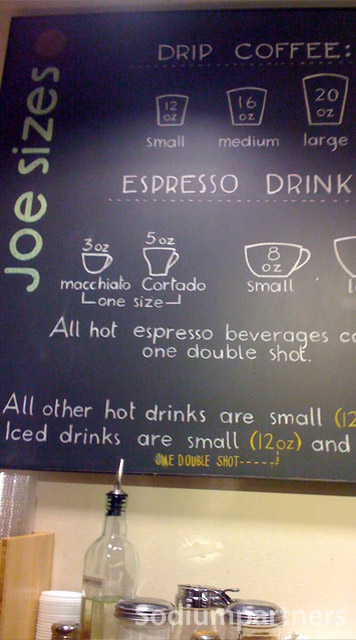 Joe sizes
DRIP COFFEE:
12 oz
16 oz
20 oz
small medium large
ESPRESSO DRINK
3oz 5oz
8 oz
macchiato Cortado small
one size
All hot espresso beverages co
one double shot.
All other hot drinks are small (12
Iced drinks are small (12oz) and
ONE DOUBLE SHOT
Sodiumpartners